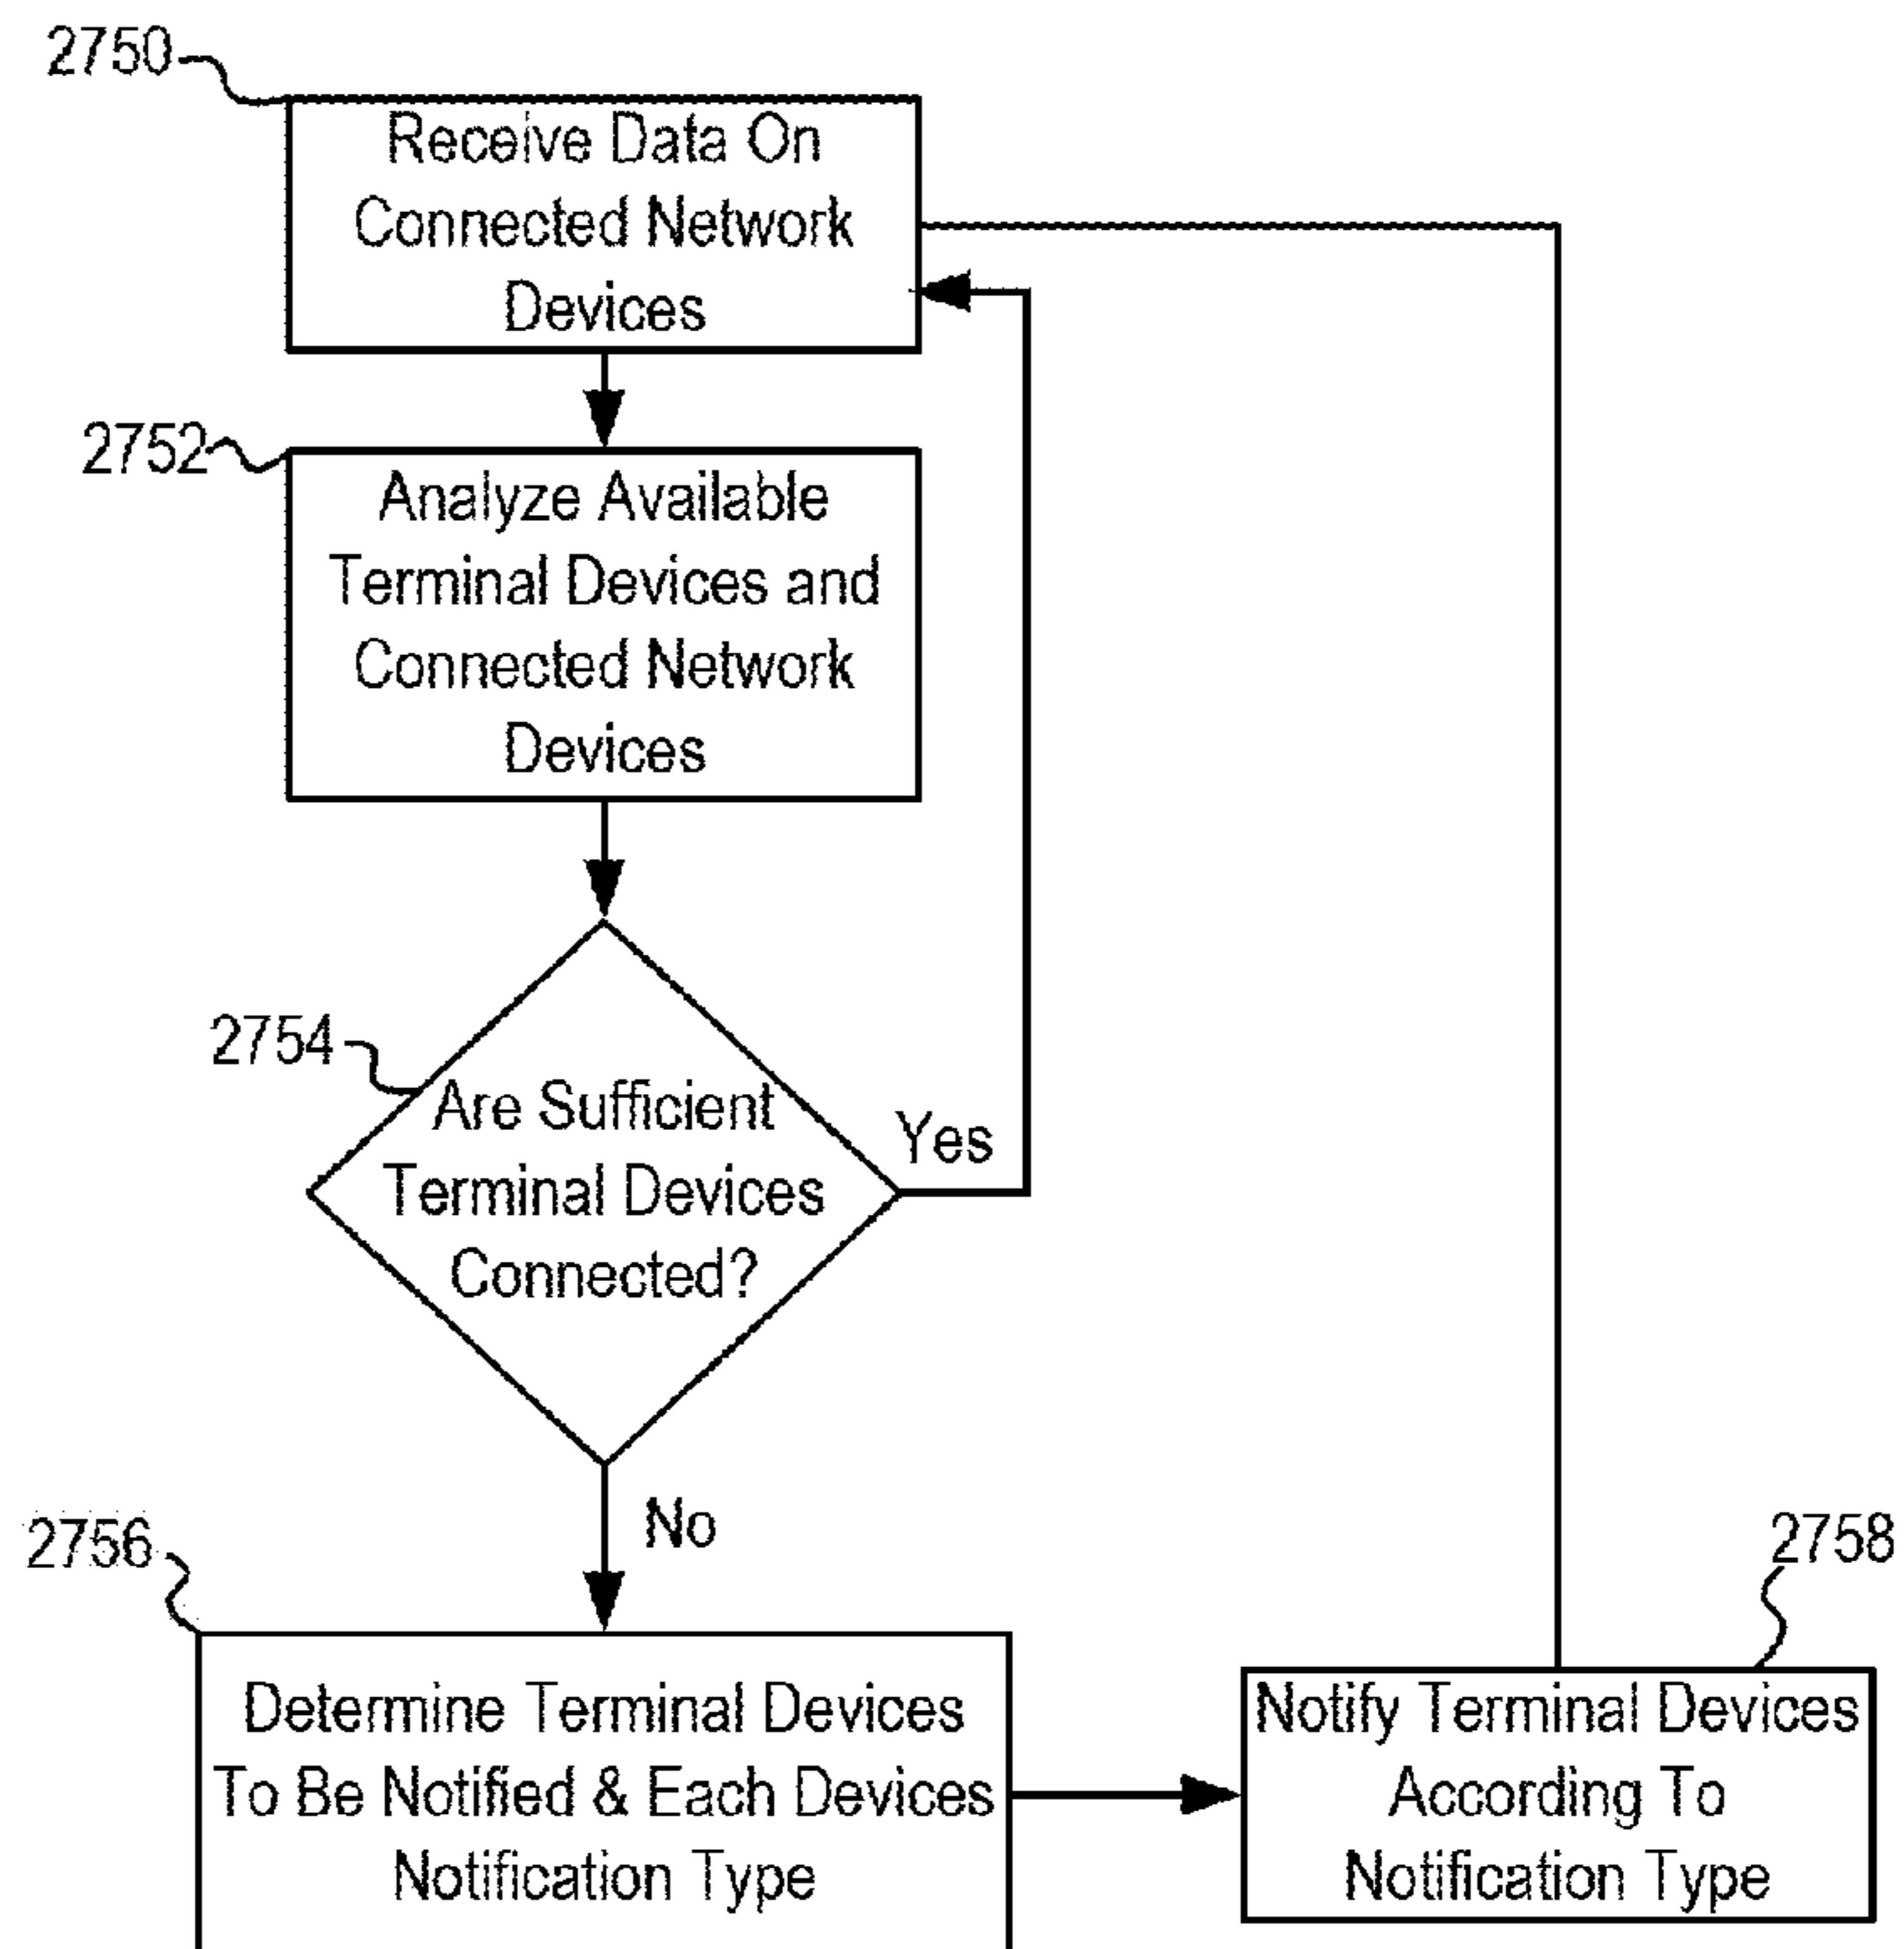 2750
Receive Data On
Connected Network
Devices
2752
Analyze Available
Terminal Devices and
Connected Network
Devices
2754
Are Sufficient
Terminal Devices
Connected?
Yes
No
2756
Determine Terminal Devices
To Be Notified & Each Devices
Notification Type
2758
Notify Terminal Devices
According To
Notification Type